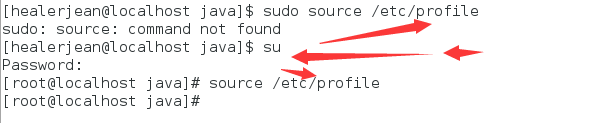 [healerjean@localhost java]$ sudo source /etc/profile
sudo: source: command not found
[healerjean@localhost java]$ su
Password:
[root@localhost java]# source /etc/profile
[root@localhost java]#